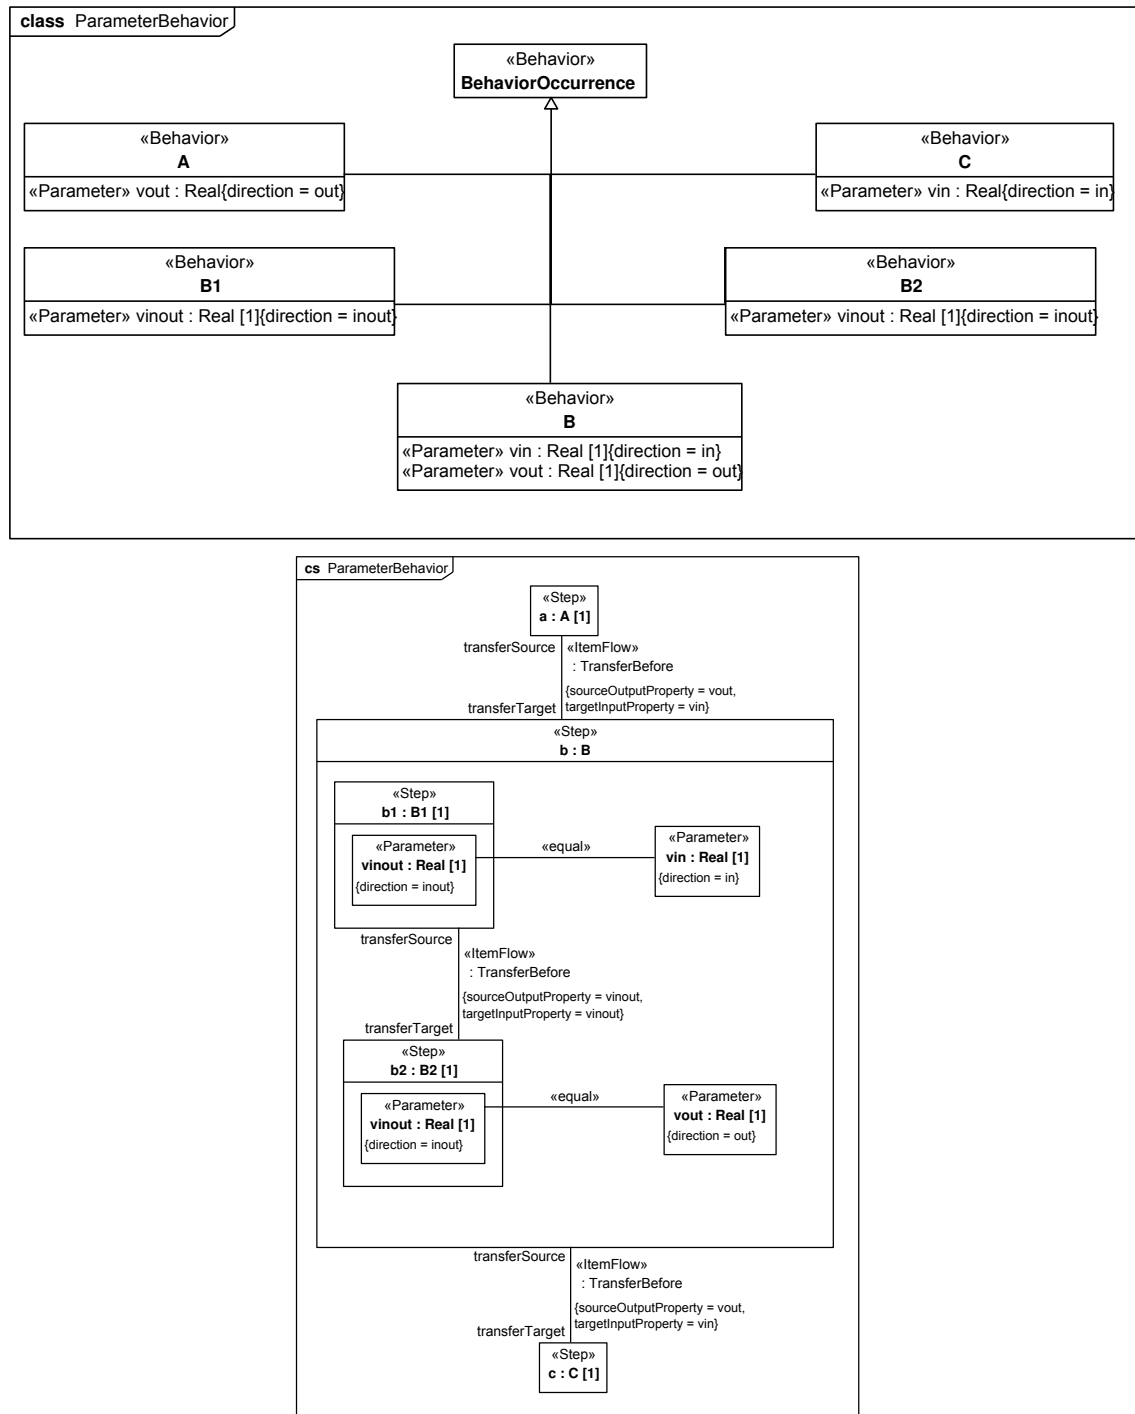 class ParameterBehavior
«Behavior»
BehaviorOccurrence
«Behavior»
A
«Parameter» vout : Real{direction = out}
«Behavior»
C
«Parameter» vin : Real{direction = in}
«Behavior»
B1
«Parameter» vinout : Real [1]{direction = inout}
«Behavior»
B2
«Parameter» vinout : Real [1]{direction = inout}
«Behavior»
B
«Parameter» vin : Real [1]{direction = in}
«Parameter» vout : Real [1]{direction = out}
cs ParameterBehavior
«Step»
a : A [1]
transferSource
«ItemFlow»
: TransferBefore
{sourceOutputProperty = vout,
targetInputProperty = vin}
transferTarget
«Step»
b : B
«Step»
b1 : B1 [1]
«Parameter»
vinout : Real [1]
{direction = inout}
«equal»
«Parameter»
vin : Real [1]
{direction = in}
transferSource
«ItemFlow»
: TransferBefore
{sourceOutputProperty = vinout,
targetInputProperty = vinout}
transferTarget
«Step»
b2 : B2 [1]
«Parameter»
vinout : Real [1]
{direction = inout}
«equal»
«Parameter»
vout : Real [1]
{direction = out}
transferSource
«ItemFlow»
: TransferBefore
{sourceOutputProperty = vout,
targetInputProperty = vin}
transferTarget
«Step»
c : C [1]